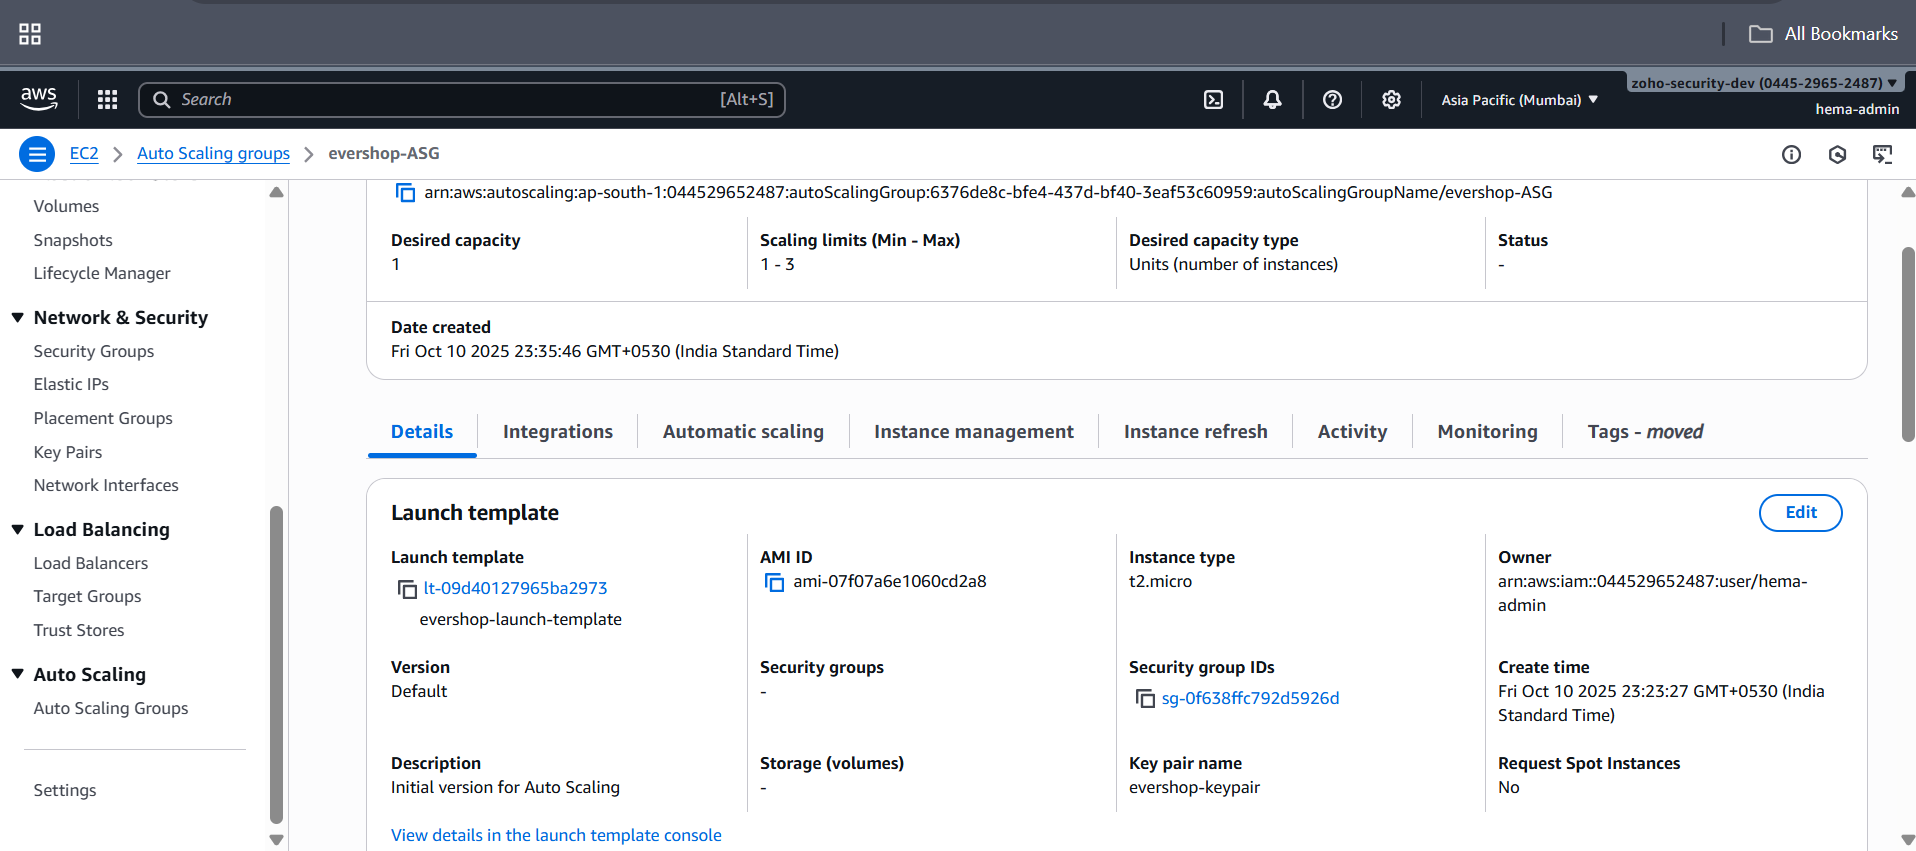 All Bookmarks
aws
Search
[Alt+S]
Asia Pacific (Mumbai)
zoho-security-dev (0445-2965-2487)
hema-admin
EC2
Auto Scaling groups
evershop-ASG
Volumes
Snapshots
Lifecycle Manager
Network & Security
Security Groups
Elastic IPs
Placement Groups
Key Pairs
Network Interfaces
Load Balancing
Load Balancers
Target Groups
Trust Stores
Auto Scaling
Auto Scaling Groups
Settings
arn:aws:autoscaling:ap-south-1:044529652487:autoScalingGroup:6376de8c-bfe4-437d-bf40-3eaf53c60959:autoScalingGroupName/evershop-ASG
Desired capacity
1
Scaling limits (Min - Max)
1 - 3
Desired capacity type
Units (number of instances)
Status
-
Date created
Fri Oct 10 2025 23:35:46 GMT+0530 (India Standard Time)
Details
Integrations
Automatic scaling
Instance management
Instance refresh
Activity
Monitoring
Tags - moved
Launch template
Edit
Launch template
lt-09d40127965ba2973
evershop-launch-template
AMI ID
ami-07f07a6e1060cd2a8
Instance type
t2.micro
Owner
arn:aws:iam::044529652487:user/hema-
admin
Version
Default
Security groups
-
Security group IDs
sg-0f638ffc792d5926d
Create time
Fri Oct 10 2025 23:23:27 GMT+0530 (India
Standard Time)
Description
Initial version for Auto Scaling
Storage (volumes)
-
Key pair name
evershop-keypair
Request Spot Instances
No
View details in the launch template console